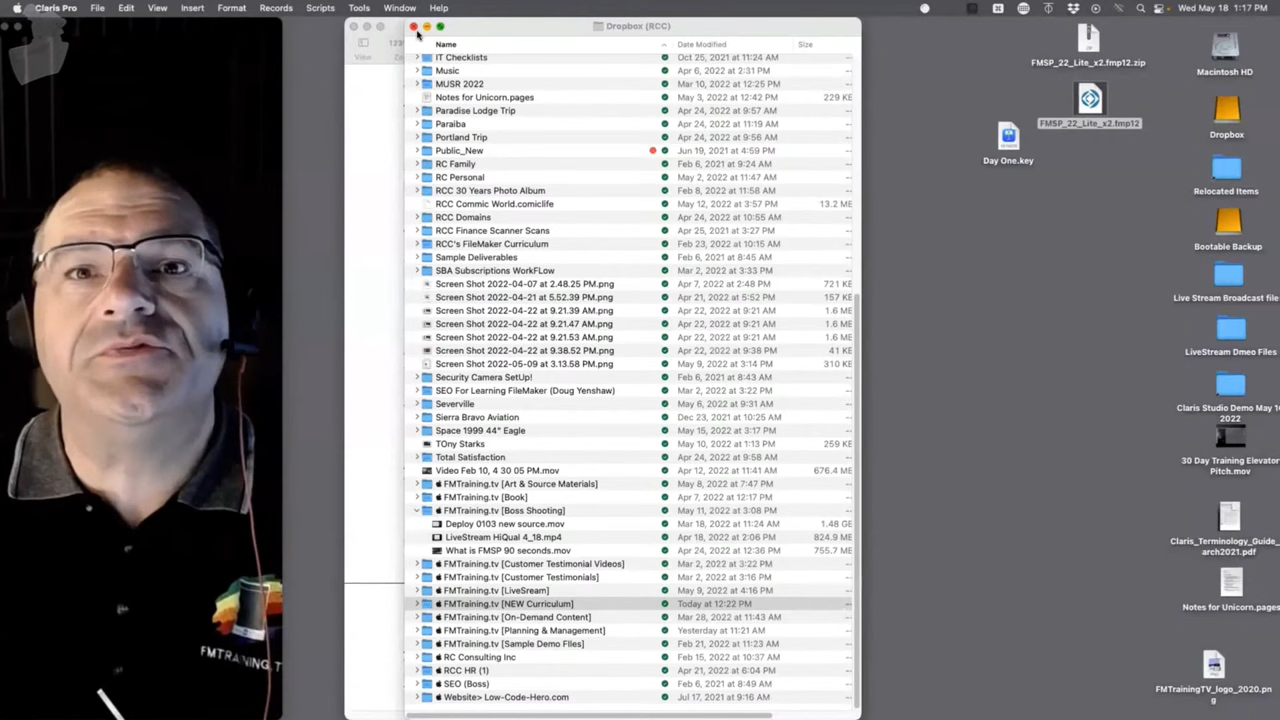 Claris Pro File Edit View Insert Format Records Scripts Tools Window Help Wed May 18 1:17 PM
Dropbox (RCC)
View
Name Date Modified Size
IT Checklists Oct 25, 2021 at 11:24 AM --
Music Apr 6, 2022 at 2:31 PM --
MUSR 2022 Mar 10, 2022 at 12:25 PM --
Notes for Unicorn.pages May 3, 2022 at 12:42 PM 229 KE
Paradise Lodge Trip Apr 24, 2022 at 9:57 AM --
Paraiba Apr 24, 2022 at 11:19 AM --
Portland Trip Apr 24, 2022 at 9:56 AM --
Public_New Jun 19, 2021 at 4:59 PM --
RC Family Feb 6, 2021 at 9:24 AM --
RC Personal May 2, 2022 at 11:47 AM --
RCC 30 Years Photo Album Feb 8, 2022 at 11:58 AM --
RCC Commic World.comiclife May 12, 2022 at 3:57 PM 13.2 ME
RCC Domains Apr 24, 2022 at 10:55 AM --
RCC Finance Scanner Scans Apr 25, 2021 at 3:27 PM --
RCC's FileMaker Curriculum Feb 23, 2022 at 10:15 AM --
Sample Deliverables Feb 6, 2021 at 8:45 AM --
SBA Subscriptions WorkFLow Mar 2, 2022 at 3:33 PM --
Screen Shot 2022-04-07 at 2.48.25 PM.png Apr 7, 2022 at 2:48 PM 721 KE
Screen Shot 2022-04-21 at 5.52.39 PM.png Apr 21, 2022 at 5:52 PM 157 KE
Screen Shot 2022-04-22 at 9.21.39 AM.png Apr 22, 2022 at 9:21 AM 1.6 ME
Screen Shot 2022-04-22 at 9.21.47 AM.png Apr 22, 2022 at 9:21 AM 1.6 ME
Screen Shot 2022-04-22 at 9.21.53 AM.png Apr 22, 2022 at 9:21 AM 1.6 ME
Screen Shot 2022-04-22 at 9.38.52 PM.png Apr 22, 2022 at 9:38 PM 41 KE
Screen Shot 2022-05-09 at 3.13.58 PM.png May 9, 2022 at 3:14 PM 310 KE
Security Camera SetUp! Feb 6, 2021 at 8:43 AM --
SEO For Learning FileMaker (Doug Yenshaw) Mar 2, 2022 at 3:22 PM --
Severville May 6, 2022 at 9:31 AM --
Sierra Bravo Aviation Dec 23, 2021 at 10:25 AM --
Space 1999 44" Eagle May 15, 2022 at 3:17 PM --
TOny Starks May 10, 2022 at 1:13 PM 259 KE
Total Satisfaction Apr 24, 2022 at 9:58 AM --
Video Feb 10, 4 30 05 PM.mov Apr 12, 2022 at 11:41 AM 676.4 ME
FMTraining.tv [Art & Source Materials] May 8, 2022 at 7:47 PM --
FMTraining.tv [Book] Apr 7, 2022 at 12:17 PM --
FMTraining.tv [Boss Shooting] May 11, 2022 at 3:08 PM --
Deploy 0103 new source.mov Mar 18, 2022 at 11:24 AM 1.48 GE
LiveStream HiQual 4_18.mp4 Apr 18, 2022 at 2:06 PM 824.9 ME
What is FMSP 90 seconds.mov Apr 24, 2022 at 12:36 PM 755.7 ME
FMTraining.tv [Customer Testimonial Videos] Mar 2, 2022 at 3:22 PM --
FMTraining.tv [Customer Testimonials] Mar 2, 2022 at 3:16 PM --
FMTraining.tv [LiveSream] May 9, 2022 at 4:16 PM --
FMTraining.tv [NEW Curriculum] Today at 12:22 PM --
FMTraining.tv [On-Demand Content] Mar 28, 2022 at 11:43 AM --
FMTraining.tv [Planning & Management] Yesterday at 11:21 AM --
FMTraining.tv [Sample Demo FIles] Feb 21, 2022 at 11:23 AM --
RC Consulting Inc Feb 15, 2022 at 10:37 AM --
RCC HR (1) Apr 21, 2022 at 6:04 PM --
SEO (Boss) Feb 6, 2021 at 8:49 AM --
Website> Low-Code-Hero.com Jul 17, 2021 at 9:16 AM --
FMSP_22_Lite_x2.fmp12.zip
FMSP_22_Lite_x2.fmp12
Day One.key
Macintosh HD
Dropbox
Relocated Items
Bootable Backup
Live Stream Broadcast file
LiveStream Dmeo Files
Claris Studio Demo May 1
2022
30 Day Training Elevator
Pitch.mov
Claris_Terminology_Guide_
arch2021.pdf
Notes for Unicorn.pages
FMTrainingTV_logo_2020.pn
g
FMTRAINING.T